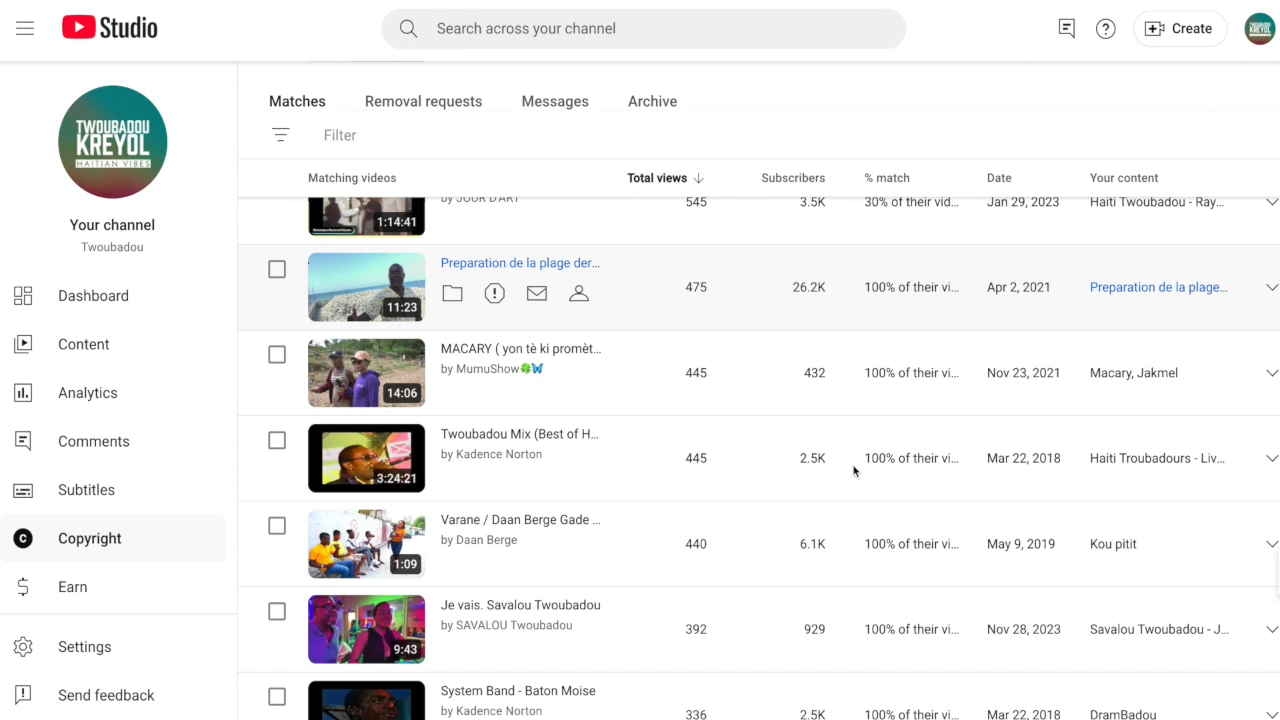 Studio
Search across your channel
Create
TWOUBADOU
KREYOL
HAITIAN VIBES
Your channel
Twoubadou
Dashboard
Content
Analytics
Comments
Subtitles
Copyright
Earn
Settings
Send feedback
Matches Removal requests Messages Archive
Filter
Matching videos Total views Subscribers % match Date Your content
1:14:41 by JOUR D'ART 545 3.5K 30% of their vid... Jan 29, 2023 Haiti Twoubadou - Ray...
Preparation de la plage der...
11:23 475 26.2K 100% of their vi... Apr 2, 2021 Preparation de la plage...
MACARY ( yon tè ki promèt...
by MumuShow🍀🦋
14:06 445 432 100% of their vi... Nov 23, 2021 Macary, Jakmel
Twoubadou Mix (Best of H...
by Kadence Norton
3:24:21 445 2.5K 100% of their vi... Mar 22, 2018 Haiti Troubadours - Liv...
Varane / Daan Berge Gade ...
by Daan Berge
1:09 440 6.1K 100% of their vi... May 9, 2019 Kou pitit
Je vais. Savalou Twoubadou
by SAVALOU Twoubadou
9:43 392 929 100% of their vi... Nov 28, 2023 Savalou Twoubadou - J...
System Band - Baton Moise
by Kadence Norton
336 2.5K 100% of their vi... Mar 22, 2018 DramBadou